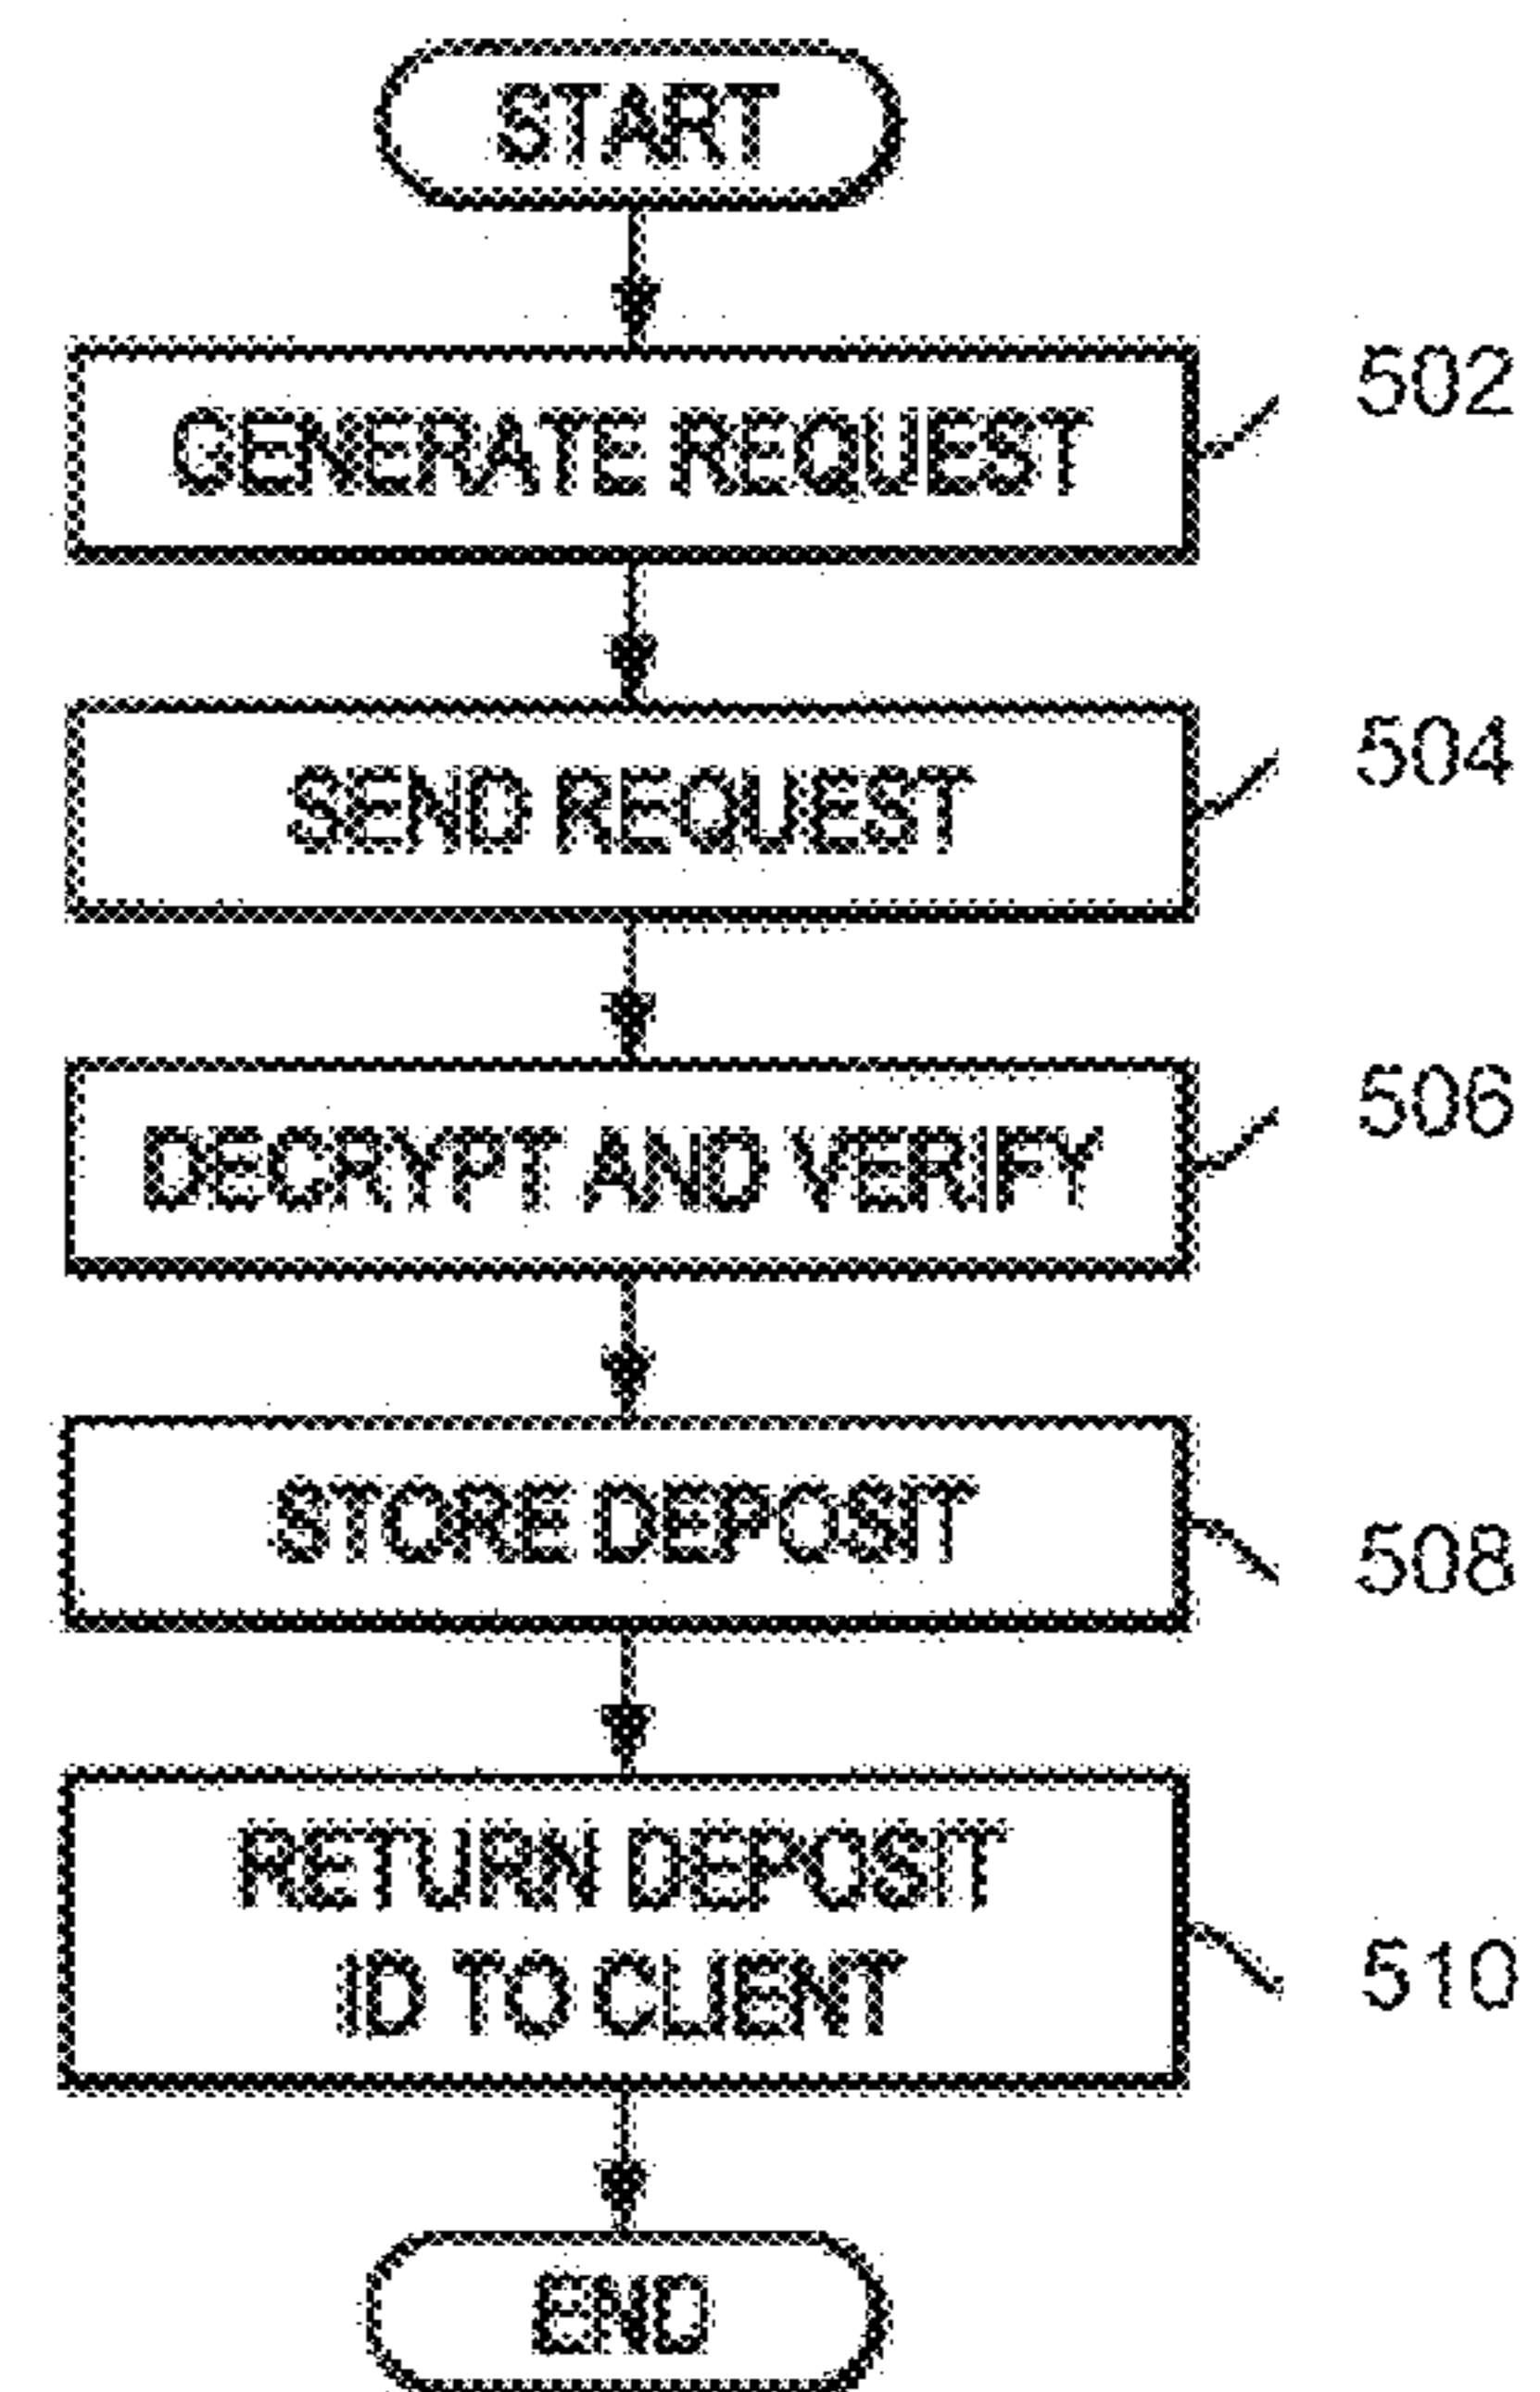 START
GENERATE REQUEST
502
SEND REQUEST
504
DECRYPT AND VERIFY
506
STORE DEPOSIT
508
RETURN DEPOSIT
ID TO CLIENT
510
END